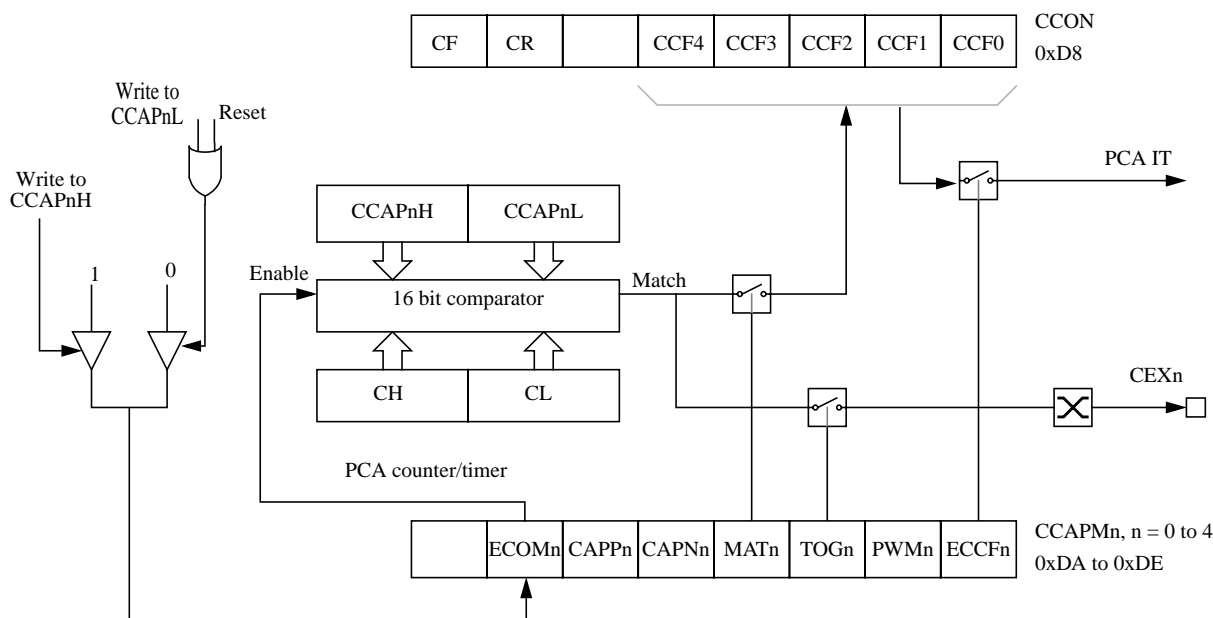 CF CR CCF4 CCF3 CCF2 CCF1 CCF0
CCON
0xD8
Write to
CCAPnL
Reset
Write to
CCAPnH
PCA IT
CCAPnH CCAPnL
1 0
Enable
16 bit comparator
Match
CH CL
CEXn
PCA counter/timer
ECOMn CAPPn CAPNn MATn TOGn PWMn ECCFn
CCAPMn, n = 0 to 4
0xDA to 0xDE